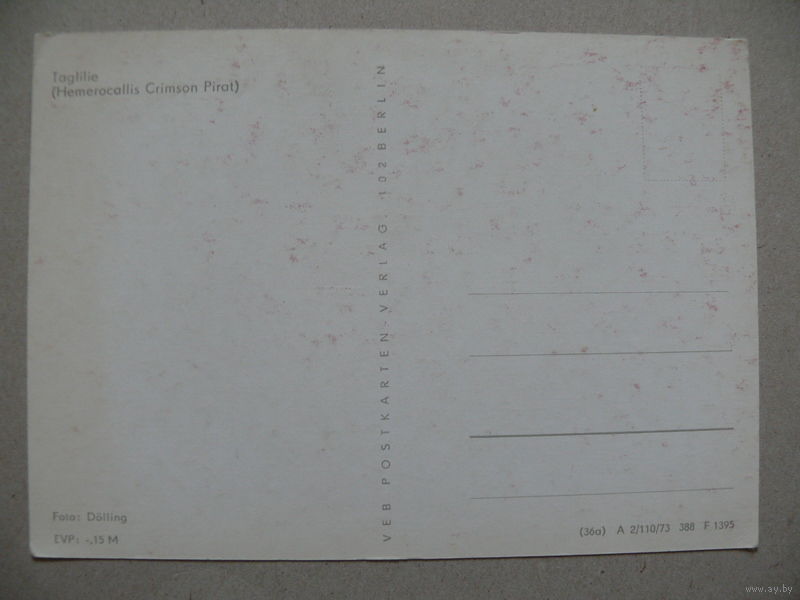 Taglilie
(Hemerocallis Crimson Pirat)
VEB POSTKARTEN-VERLAG. 102 BERLIN
Foto: Dölling
EVP: -,15 M
(36a) A 2/110/73 388 F 1395
www.ay.by